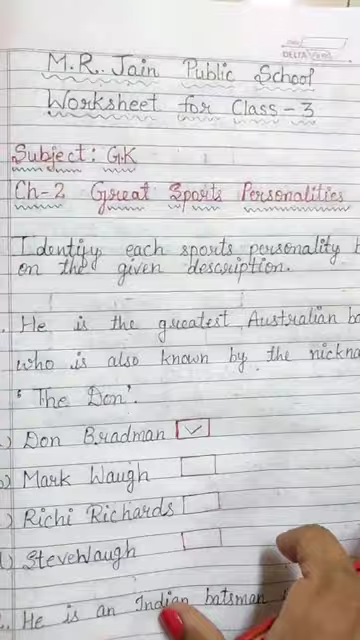 M.R. Jain Public School
Worksheet for Class-3
Subject: G.K
Ch-2 Great Sports Personalities
Identify each sports personality
on the given description.
He is the greatest Australian
who is also known by the
'The Don'.
Don Bradman
Mark Waugh
Richi Richards
SteveWaugh
He is an Indian batsman